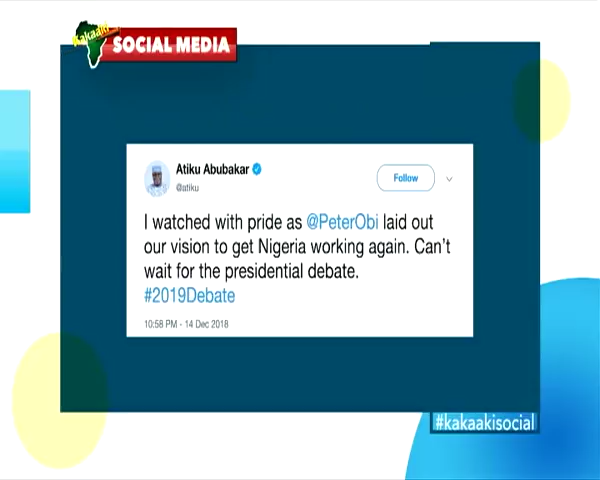 Kakaaki
SOCIAL MEDIA
Atiku Abubakar
@atiku
Follow
I watched with pride as @PeterObi laid out
our vision to get Nigeria working again. Can't
wait for the presidential debate.
#2019Debate
10:58 PM - 14 Dec 2018
#kakaakisocial